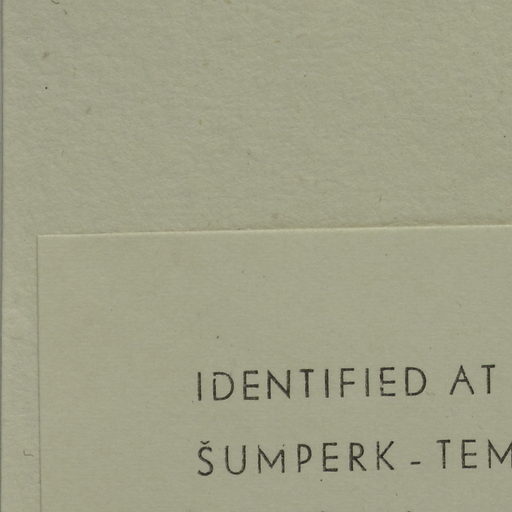 IDENTIFIED AT
ŠUMPERK - TEM